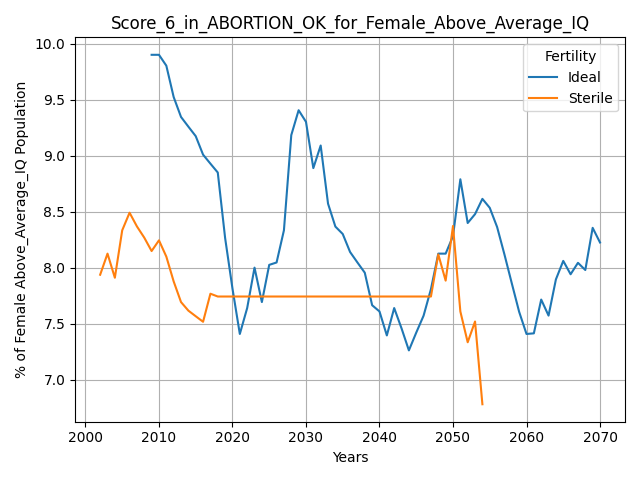 Score_6_in_ABORTION_OK_for_Female_Above_Average_IQ
10.0
9.5
9.0
8.5
8.0
7.5
7.0
% of Female Above_Average_IQ Population
Fertility
Ideal
Sterile
2000 2010 2020 2030 2040 2050 2060 2070
Years